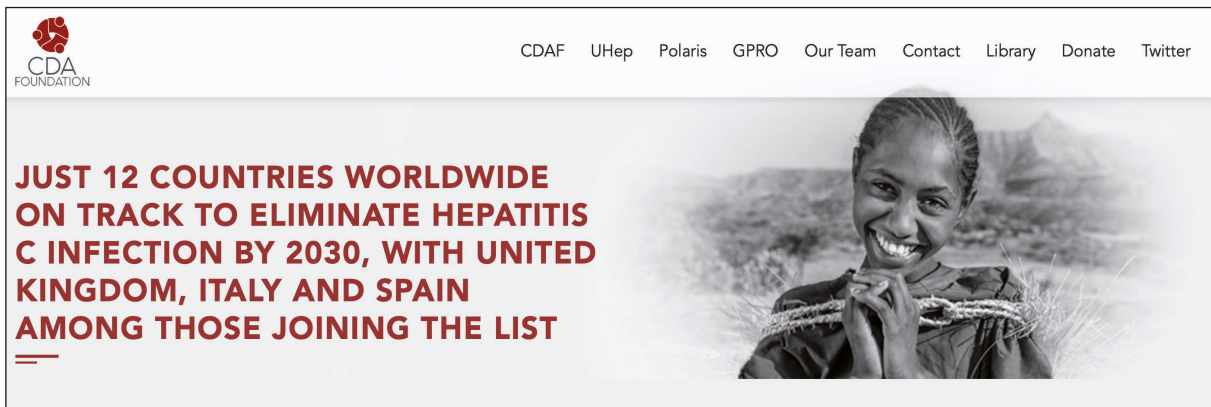 CDA
FOUNDATION
CDAF UHep Polaris GPRO Our Team Contact Library Donate Twitter
JUST 12 COUNTRIES WORLDWIDE
ON TRACK TO ELIMINATE HEPATITIS
C INFECTION BY 2030, WITH UNITED
KINGDOM, ITALY AND SPAIN
AMONG THOSE JOINING THE LIST